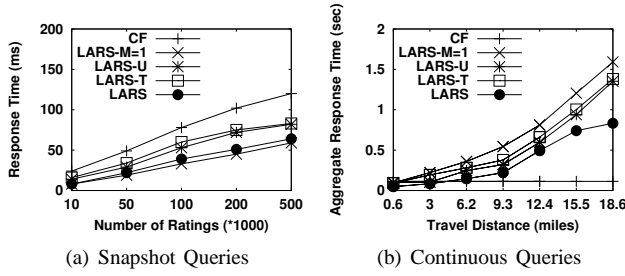 Response Time (ms)
200
150
100
50
0
CF
LARS-M=1
LARS-U
LARS-T
LARS
10 50 100 200 500
Number of Ratings (*1000)
(a) Snapshot Queries
Aggregate Response Time (sec)
2
1.5
1
0.5
0
CF
LARS-M=1
LARS-U
LARS-T
LARS
0.6 3 6.2 9.3 12.4 15.5 18.6
Travel Distance (miles)
(b) Continuous Queries